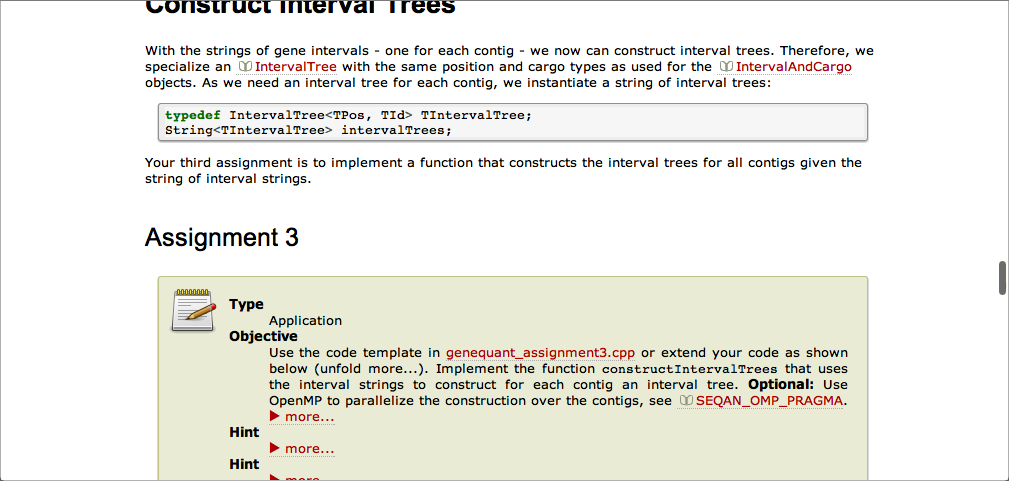 Construct Interval Trees
With the strings of gene intervals - one for each contig - we now can construct interval trees. Therefore, we
specialize an IntervalTree with the same position and cargo types as used for the IntervalAndCargo
objects. As we need an interval tree for each contig, we instantiate a string of interval trees:
typedef IntervalTree<TPos, TId> TIntervalTree;
String<TIntervalTree> intervalTrees;
Your third assignment is to implement a function that constructs the interval trees for all contigs given the
string of interval strings.
Assignment 3
Type
Application
Objective
Use the code template in genequant_assignment3.cpp or extend your code as shown
below (unfold more...). Implement the function constructIntervalTrees that uses
the interval strings to construct for each contig an interval tree. Optional: Use
OpenMP to parallelize the construction over the contigs, see SEQAN_OMP_PRAGMA.
more...
Hint
more...
Hint
more...